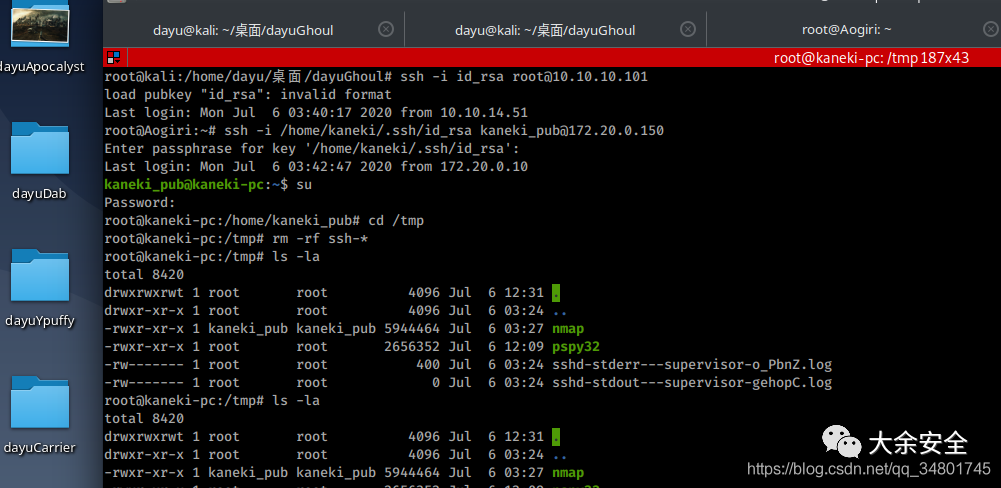 dayu@kali: ~/桌面/dayuGhoul
dayu@kali: ~/桌面/dayuGhoul
root@Aogiri: ~
root@kaneki-pc: /tmp 187x43
dayuApocalyst
dayuDab
dayuYpuffy
dayuCarrier
root@kali:/home/dayu/桌面/dayuGhoul# ssh -i id_rsa root@10.10.10.101
load pubkey "id_rsa": invalid format
Last login: Mon Jul  6 03:40:17 2020 from 10.10.14.51
root@Aogiri:~# ssh -i /home/kaneki/.ssh/id_rsa kaneki_pub@172.20.0.150
Enter passphrase for key '/home/kaneki/.ssh/id_rsa':
Last login: Mon Jul  6 03:42:47 2020 from 172.20.0.10
kaneki_pub@kaneki-pc:~$ su
Password:
root@kaneki-pc:/home/kaneki_pub# cd /tmp
root@kaneki-pc:/tmp# rm -rf ssh-*
root@kaneki-pc:/tmp# ls -la
total 8420
drwxrwxrwt 1 root       root          4096 Jul  6 12:31 .
drwxr-xr-x 1 root       root          4096 Jul  6 03:24 ..
-rwxr-xr-x 1 kaneki_pub kaneki_pub 5944464 Jul  6 03:27 nmap
-rwxr-xr-x 1 root       root       2656352 Jul  6 12:09 pspy32
-rw------- 1 root       root           400 Jul  6 03:24 sshd-stderr---supervisor-o_PbnZ.log
-rw------- 1 root       root             0 Jul  6 03:24 sshd-stdout---supervisor-gehopC.log
root@kaneki-pc:/tmp# ls -la
total 8420
drwxrwxrwt 1 root       root          4096 Jul  6 12:31 .
drwxr-xr-x 1 root       root          4096 Jul  6 03:24 ..
-rwxr-xr-x 1 kaneki_pub kaneki_pub 5944464 Jul  6 03:27 nmap
大余安全
https://blog.csdn.net/qq_34801745